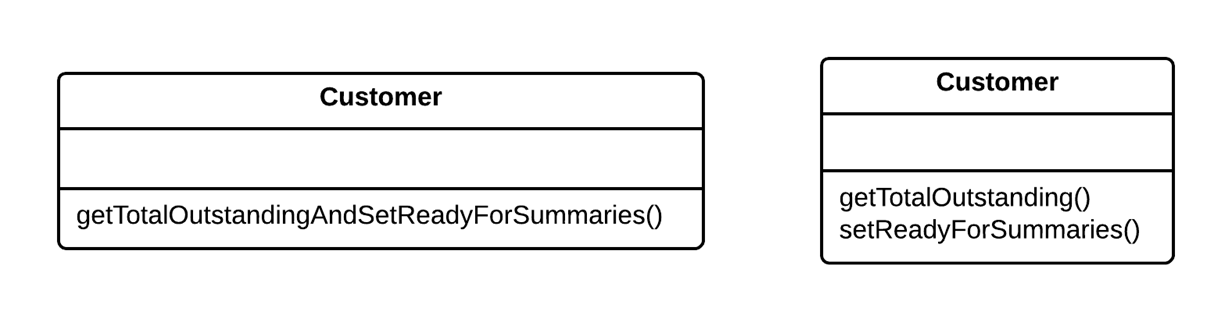 Customer
getTotalOutstandingAndSetReadyForSummaries()
Customer
getTotalOutstanding()
setReadyForSummaries()